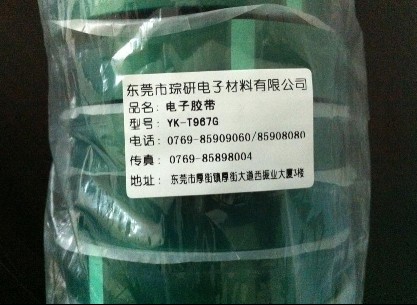 东莞市琮研电子材料有限公司
品名: 电子胶带
型号: YK-T967G
电话: 0769-85909060/85908080
传真: 0769-85898004
地址: 东莞市厚街镇厚街大道西振业大厦3楼